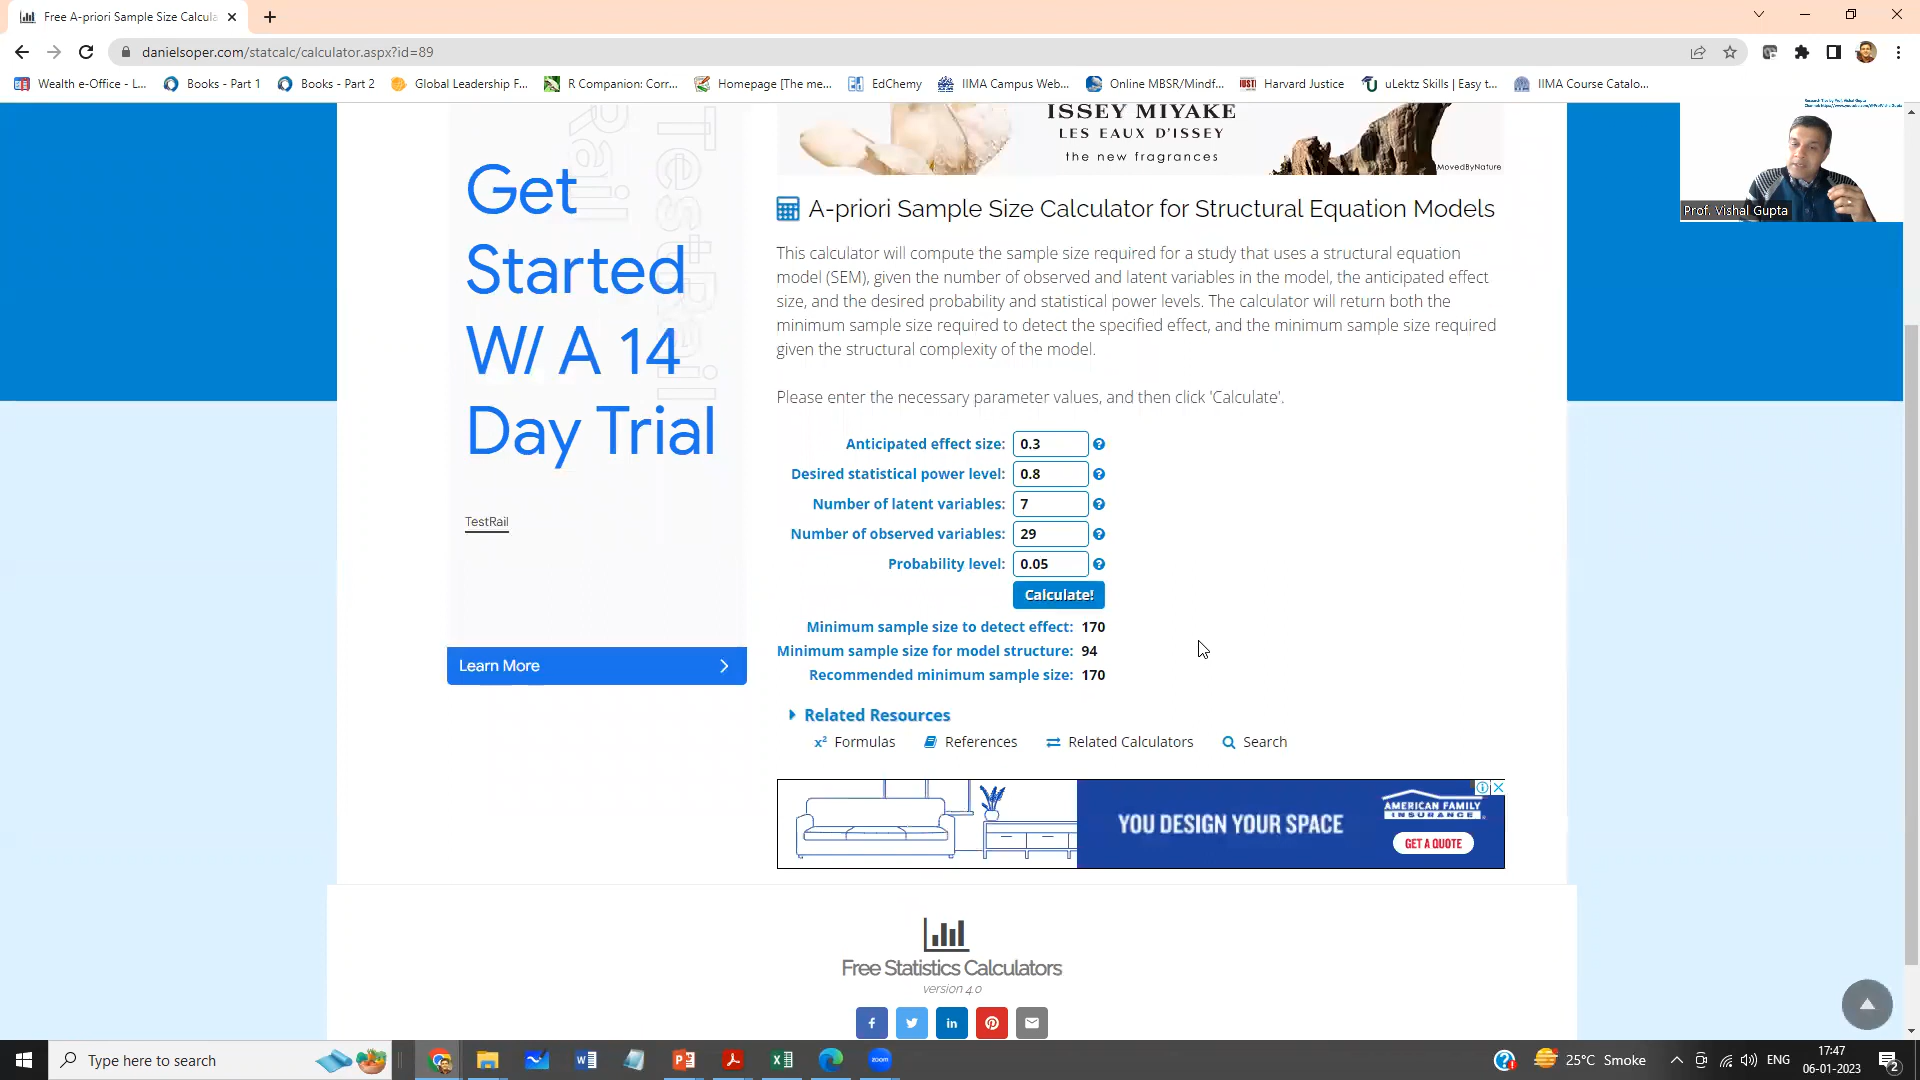 Free A-priori Sample Size Calcula
danielsoper.com/statcalc/calculator.aspx?id=89
Wealth e-Office - L...
Books - Part 1
Books - Part 2
Global Leadership F...
R Companion: Corr...
Homepage [The me...
EdChemy
IIMA Campus Web...
Online MBSR/Mindf...
Harvard Justice
uLektz Skills | Easy t...
IIMA Course Catalo...
Prof. Vishal Gupta
ISSEY MIYAKE
LES EAUX D'ISSEY
the new fragrances
MovedByNature
TestRail
Get
Started
W/ A 14
Day Trial
TestRail
Learn More
A-priori Sample Size Calculator for Structural Equation Models
This calculator will compute the sample size required for a study that uses a structural equation
model (SEM), given the number of observed and latent variables in the model, the anticipated effect
size, and the desired probability and statistical power levels. The calculator will return both the
minimum sample size required to detect the specified effect, and the minimum sample size required
given the structural complexity of the model.
Please enter the necessary parameter values, and then click 'Calculate'.
Anticipated effect size: 0.3
Desired statistical power level: 0.8
Number of latent variables: 7
Number of observed variables: 29
Probability level: 0.05
Calculate!
Minimum sample size to detect effect: 170
Minimum sample size for model structure: 94
Recommended minimum sample size: 170
Related Resources
x² Formulas
References
Related Calculators
Search
YOU DESIGN YOUR SPACE
AMERICAN FAMILY
INSURANCE
GET A QUOTE
Free Statistics Calculators
version 4.0
Type here to search
zoom
25°C Smoke
ENG
17:47
06-01-2023
2